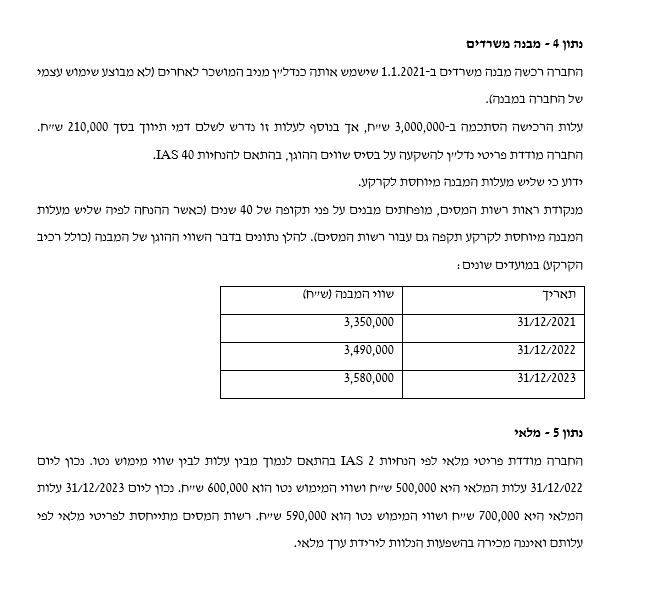 נתון 4 - מבנה משרדים
החברה רכשה מבנה משרדים ב-1.1.2021 שישמש אותה כנדל״ן מניב המושכר לאחרים (לא מבוצע שימוש עצמי
של החברה במבנה).
עלות הרכישה הסתכמה ב-3,000,000 ש״ח, אך בנוסף לעלות זו נדרש לשלם דמי תיווך בסך 210,000 ש״ח.
החברה מודדת פריטי נדל״ן להשקעה על בסיס שווים ההוגן, בהתאם להנחיות IAS 40.
ידוע כי שליש מעלות המבנה מיוחסת לקרקע.
מנקודת ראות רשות המסים, מופחתים מבנים על פני תקופה של 40 שנים (כאשר ההנחה לפיה שליש מעלות
המבנה מיוחסת לקרקע תקפה גם עבור רשות המסים). להלן נתונים בדבר השווי ההוגן של המבנה (כולל רכיב
הקרקע) במועדים שונים:
תאריך שווי המבנה (ש״ח)
31/12/2021 3,350,000
31/12/2022 3,490,000
31/12/2023 3,580,000
נתון 5 - מלאי
החברה מודדת פריטי מלאי לפי הנחיות IAS 2 בהתאם לנמוך מבין עלות לבין שווי מימוש נטו. נכון ליום
31/12/022 עלות המלאי היא 500,000 ש״ח ושווי המימוש נטו הוא 600,000 ש״ח. נכון ליום 31/12/2023 עלות
המלאי היא 700,000 ש״ח ושווי המימוש נטו הוא 590,000 ש״ח. רשות המסים מתייחסת לפריטי מלאי לפי
עלותם ואיננה מכירה בהשפעות הנלוות לירידת ערך מלאי.